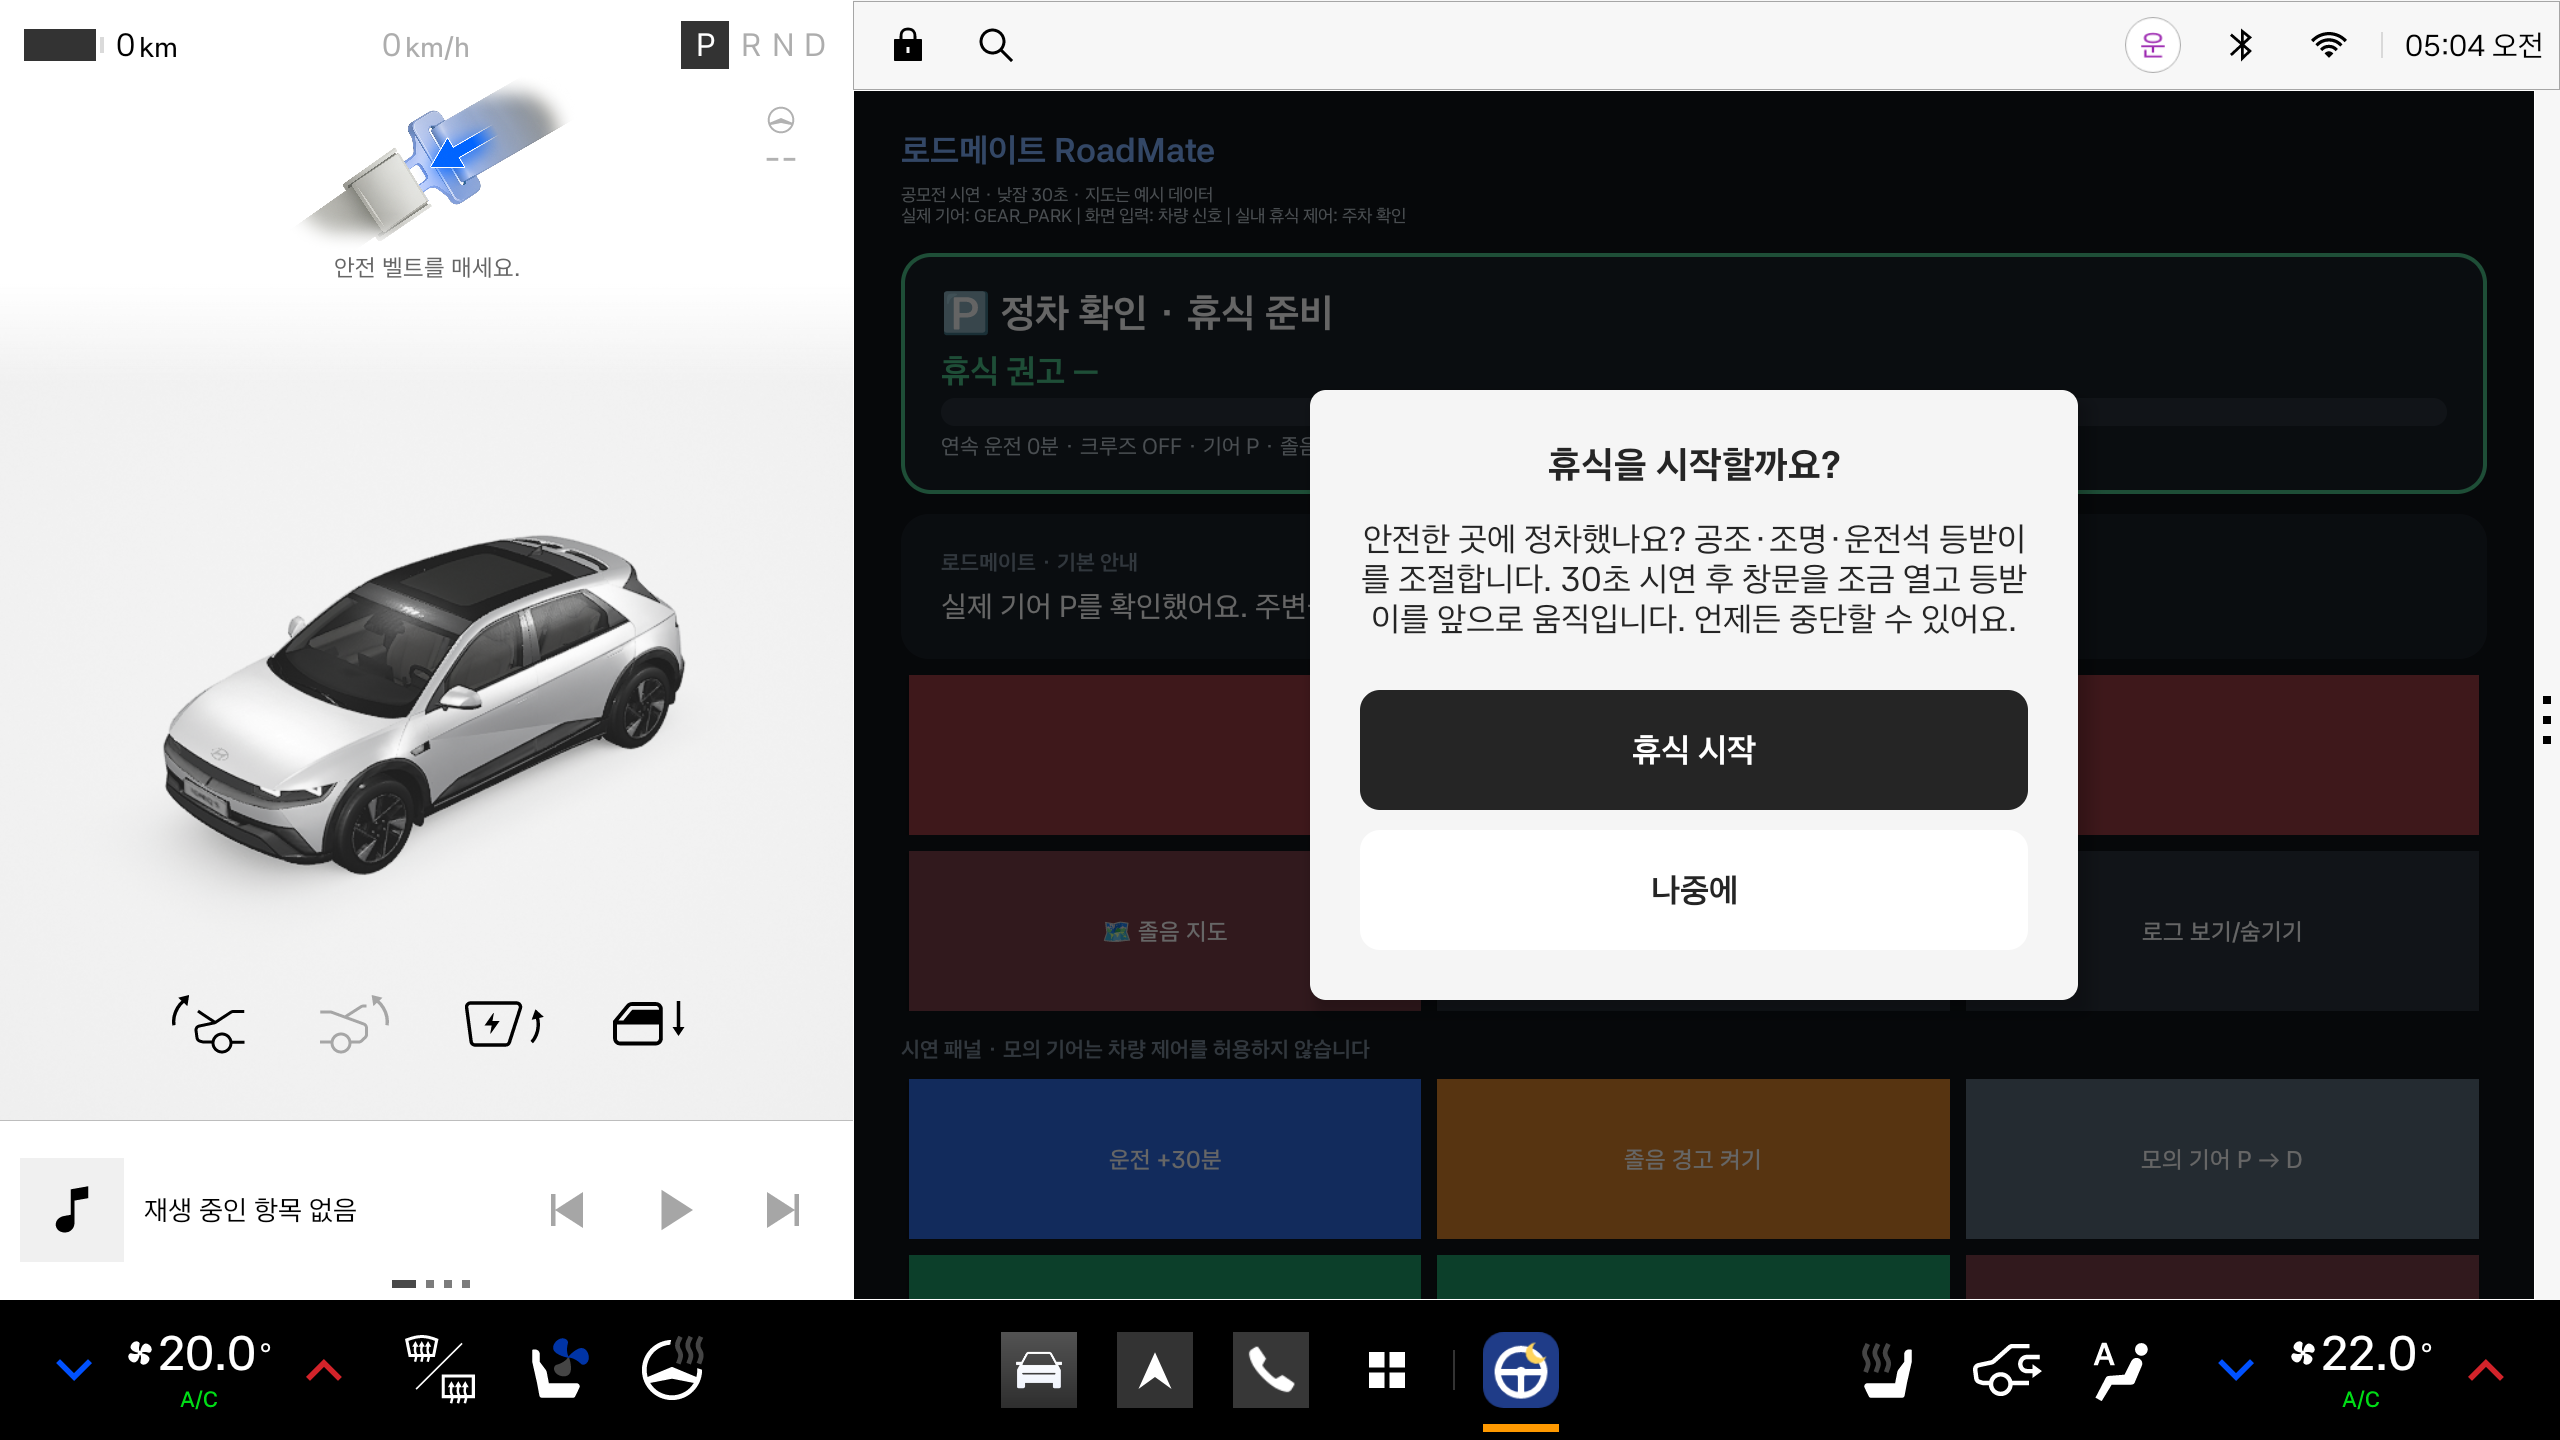 0 km
0 km/h
P R N D
05:04 오전
운
안전 벨트를 매세요.
로드메이트 RoadMate
공모전 시연 · 낮잠 30초 · 지도는 예시 데이터
실제 기어: GEAR_PARK | 화면 입력: 차량 신호 | 실내 휴식 제어: 주차 확인
P 정차 확인 · 휴식 준비
휴식 권고 —
연속 운전 0분 · 크루즈 OFF · 기어 P · 졸음
로드메이트 · 기본 안내
실제 기어 P를 확인했어요. 주변
휴식을 시작할까요?
안전한 곳에 정차했나요? 공조·조명·운전석 등받이
를 조절합니다. 30초 시연 후 창문을 조금 열고 등받
이를 앞으로 움직입니다. 언제든 중단할 수 있어요.
휴식 시작
나중에
졸음 지도
로그 보기/숨기기
시연 패널 · 모의 기어는 차량 제어를 허용하지 않습니다
운전 +30분
졸음 경고 켜기
모의 기어 P → D
재생 중인 항목 없음
20.0°
A/C
A
22.0°
A/C